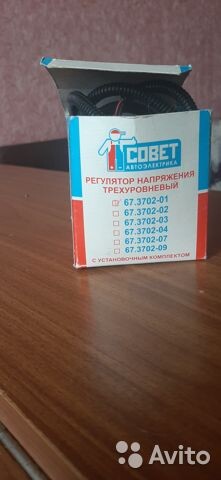 СОВЕТ
АВТОЭЛЕКТРИКА
РЕГУЛЯТОР НАПРЯЖЕНИЯ
ТРЕХУРОВНЕВЫЙ
67.3702-01
67.3702-02
67.3702-03
67.3702-04
67.3702-07
67.3702-09
С УСТАНОВОЧНЫМ КОМПЛЕКТОМ
Avito